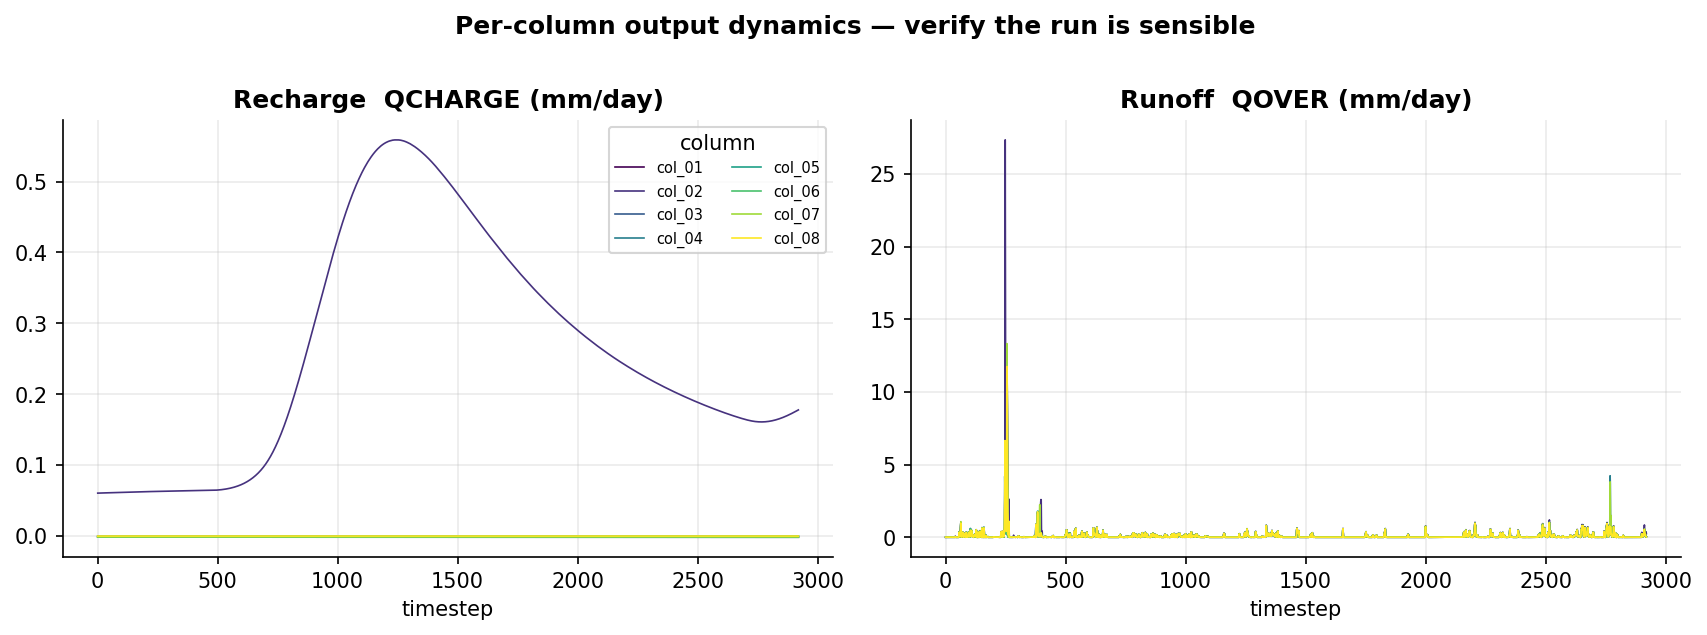 Per-column output dynamics — verify the run is sensible
Recharge  QCHARGE (mm/day)
0.5
0.4
0.3
0.2
0.1
0.0
0 500 1000 1500 2000 2500 3000
timestep
column
col_01 col_05
col_02 col_06
col_03 col_07
col_04 col_08
Runoff  QOVER (mm/day)
25
20
15
10
5
0
0 500 1000 1500 2000 2500 3000
timestep